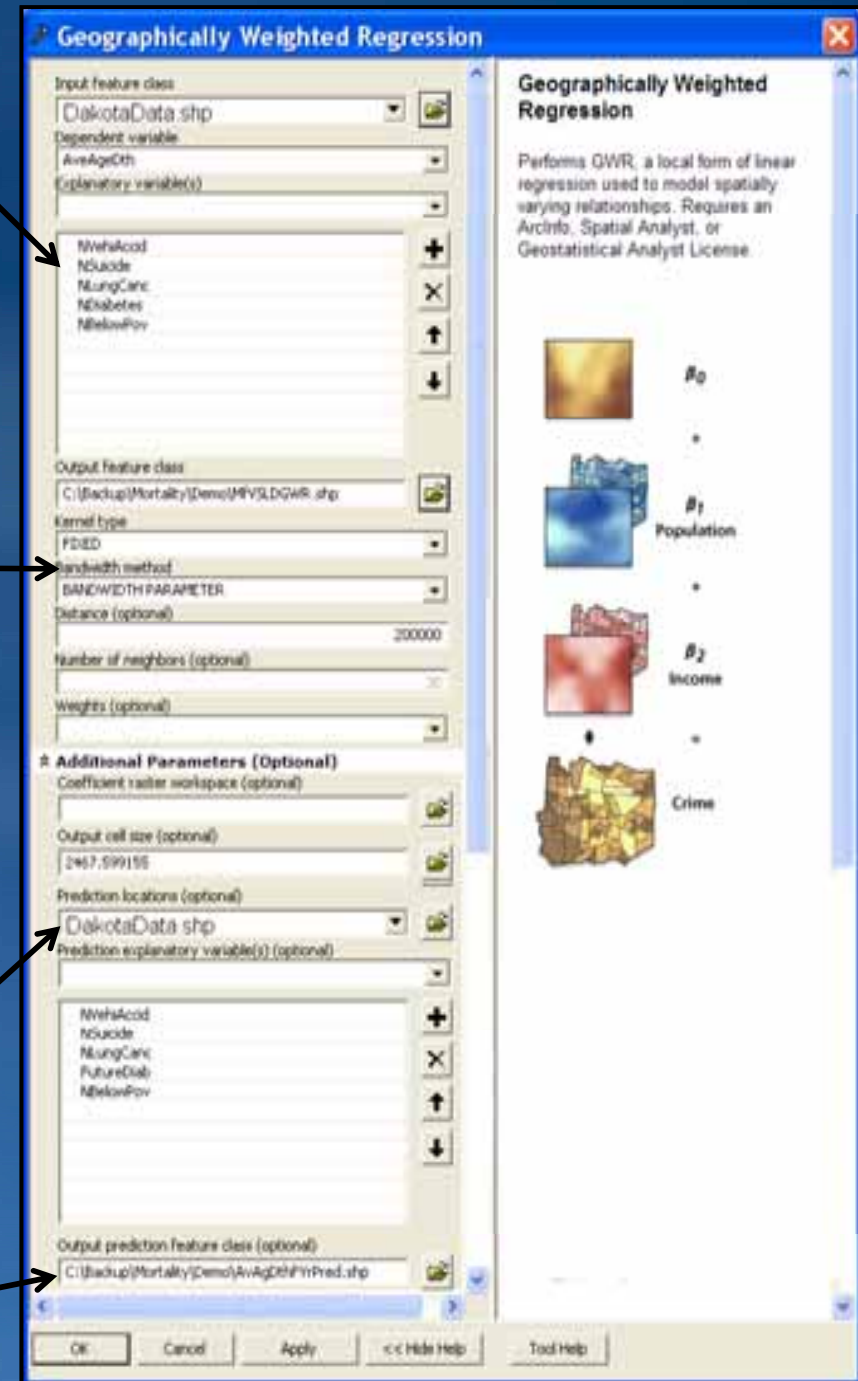 Geographically Weighted Regression
Input feature class
DakotaData.shp
Dependent variable
AveAgeDth
Explanatory variable(s)
NVehiAccid
NSuicide
NLungCanc
NDiabetes
NBelowPov
Output feature class
C:\Backup\Mortality\Demo\MFVSLDGWR.shp
Kernel type
FIXED
Bandwidth method
BANDWIDTH PARAMETER
Distance (optional)
200000
Number of neighbors (optional)
30
Weights (optional)
Additional Parameters (Optional)
Coefficient raster workspace (optional)
Output cell size (optional)
2467.599155
Prediction locations (optional)
DakotaData.shp
Prediction explanatory variable(s) (optional)
NVehiAccid
NSuicide
NLungCanc
FutureDiab
NBelowPov
Output prediction feature class (optional)
C:\Backup\Mortality\Demo\AvAgDthFYrPred.shp
OK
Cancel
Apply
<< Hide Help
Tool Help
Geographically Weighted
Regression
Performs GWR, a local form of linear
regression used to model spatially
varying relationships. Requires an
ArcInfo, Spatial Analyst, or
Geostatistical Analyst License.
β0
+
β1
Population
+
β2
Income
=
Crime